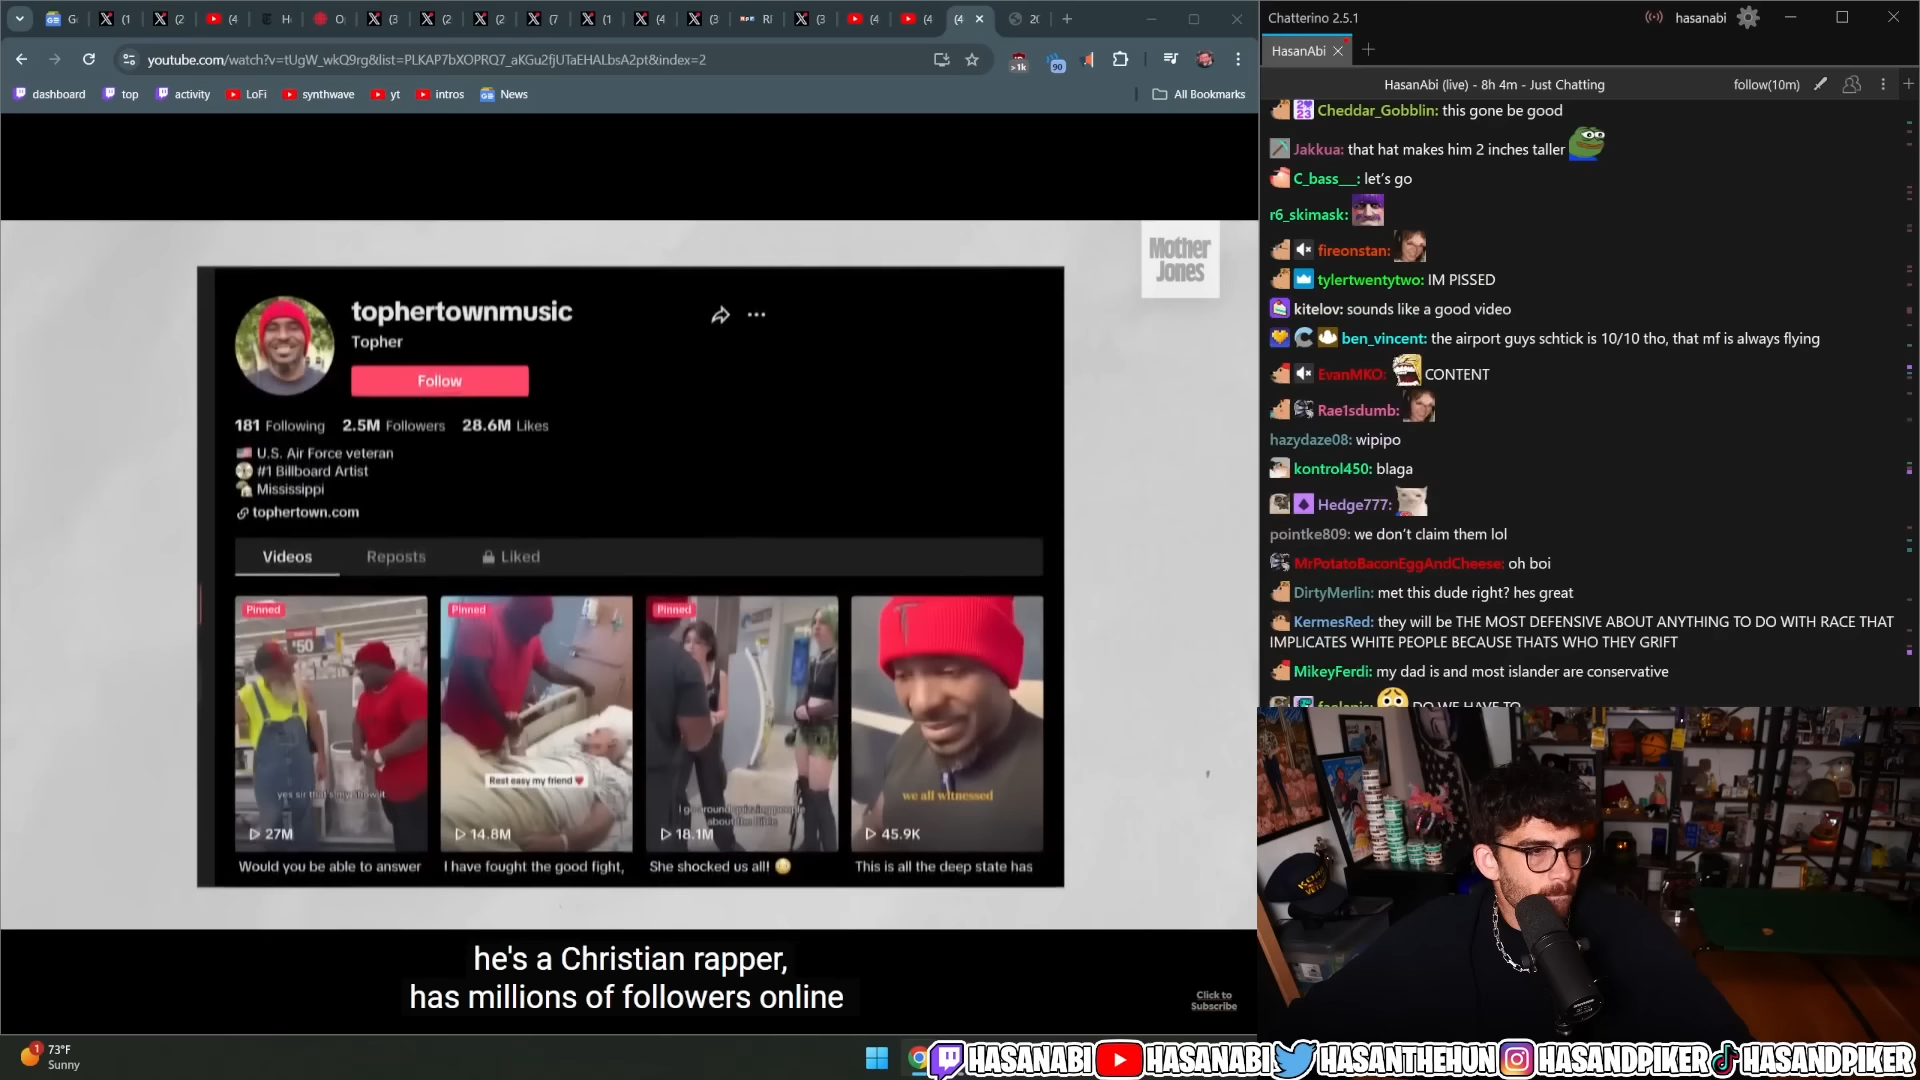 Chatterino 2.5.1
hasanabi
youtube.com/watch?v=tUgW_wkQ9rg&list=PLKAP7bXOPRQ7_aKGu2fjUTaEHALbsA2pt&index=2
>1k
90
HasanAbi
dashboard
top
activity
LoFi
synthwave
yt
intros
News
All Bookmarks
HasanAbi (live) - 8h 4m - Just Chatting
follow(10m)
Cheddar_Gobblin: this gone be good
Jakkua: that hat makes him 2 inches taller
C_bass___: let's go
r6_skimask:
fireonstan:
tylertwentytwo: IM PISSED
kitelov: sounds like a good video
ben_vincent: the airport guys schtick is 10/10 tho, that mf is always flying
EvanMKO: CONTENT
Rae1sdumb:
hazydaze08: wipipo
kontrol450: blaga
Hedge777:
pointke809: we don't claim them lol
MrPotatoBaconEggAndCheese: oh boi
DirtyMerlin: met this dude right? hes great
KermesRed: they will be THE MOST DEFENSIVE ABOUT ANYTHING TO DO WITH RACE THAT
IMPLICATES WHITE PEOPLE BECAUSE THATS WHO THEY GRIFT
MikeyFerdi: my dad is and most islander are conservative
DO WE HAVE TO
Mother
Jones
tophertownmusic
Topher
Follow
181 Following 2.5M Followers 28.6M Likes
U.S. Air Force veteran
#1 Billboard Artist
Mississippi
tophertown.com
Videos
Reposts
Liked
Pinned
$50
27M
Would you be able to answer
Pinned
Rest easy my friend
14.8M
I have fought the good fight,
Pinned
18.1M
She shocked us all!
we all witnessed
45.9K
This is all the deep state has
he's a Christian rapper,
has millions of followers online
Click to
Subscribe
1
73°F
Sunny
HASANABI
HASANABI
HASANTHEHUN
HASANDPIKER
HASANDPIKER